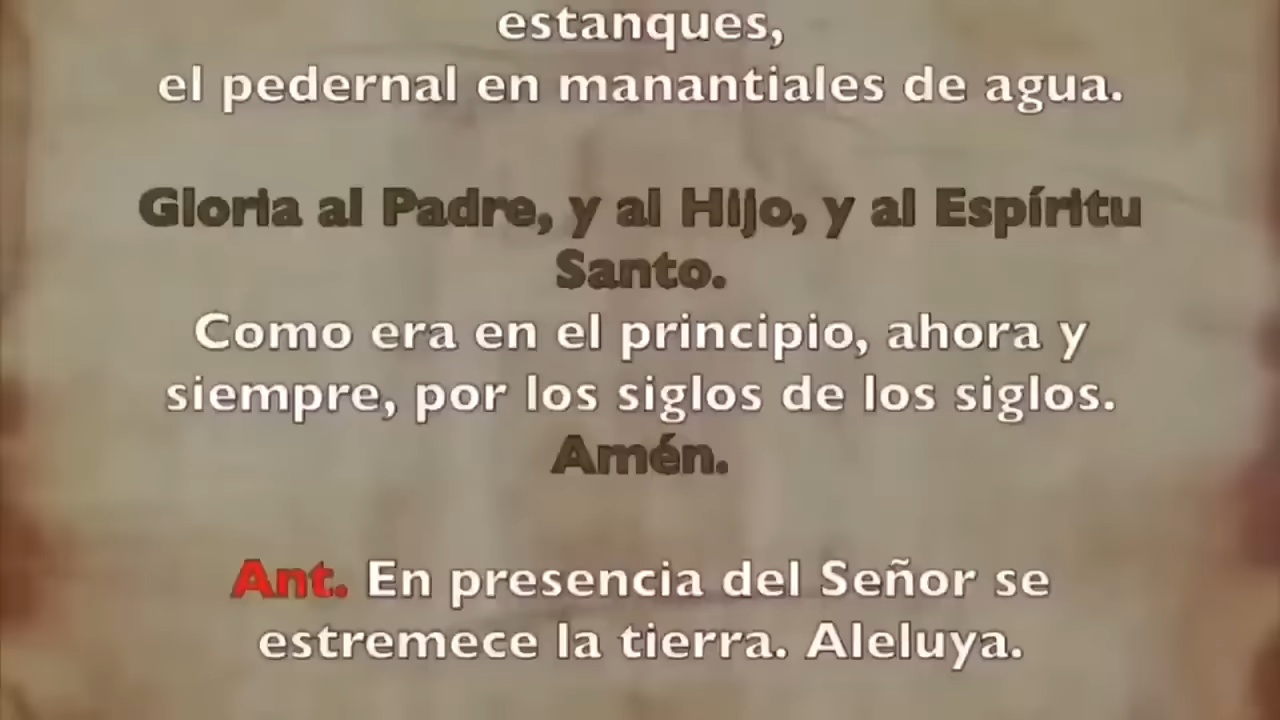 estanques,
el pedernal en manantiales de agua.
Gloria al Padre, y al Hijo, y al Espíritu
Santo.
Como era en el principio, ahora y
siempre, por los siglos de los siglos.
Amén.
Ant. En presencia del Señor se
estremece la tierra. Aleluya.